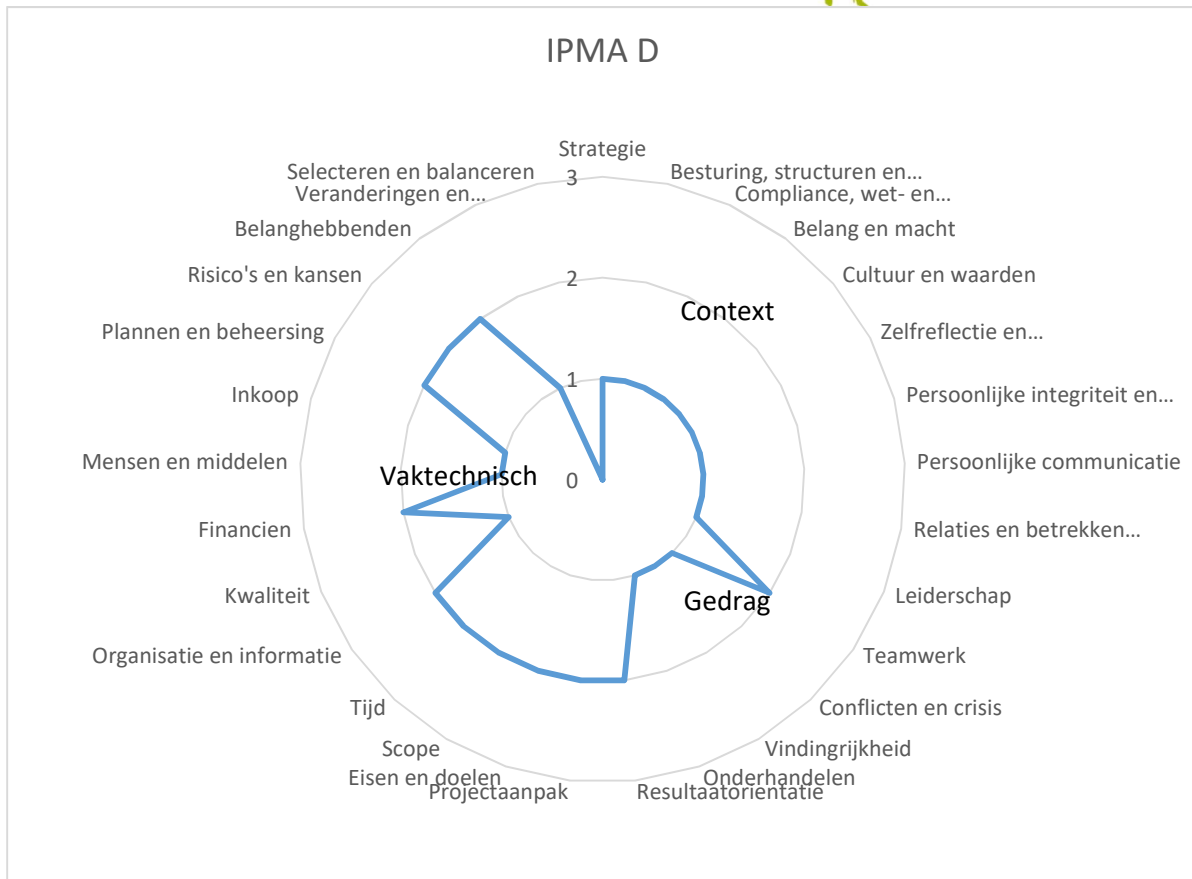 IPMA D
Strategie
Besturing, structuren en...
Compliance, wet- en...
Belang en macht
Cultuur en waarden
Zelfreflectie en...
Persoonlijke integriteit en...
Persoonlijke communicatie
Relaties en betrekken...
Leiderschap
Teamwerk
Conflicten en crisis
Vindingrijkheid
Onderhandelen
Resultaatoriëntatie
Projectaanpak
Eisen en doelen
Scope
Tijd
Organisatie en informatie
Kwaliteit
Financien
Mensen en middelen
Inkoop
Plannen en beheersing
Risico's en kansen
Belanghebbenden
Veranderingen en...
Selecteren en balanceren
3
2
1
0
Context
Vaktechnisch
Gedrag